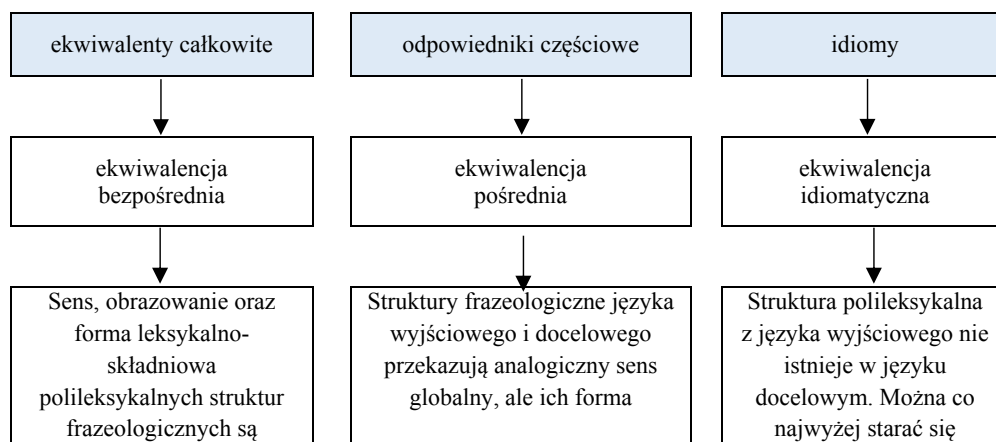 ekwiwalenty całkowite
odpowiedniki częściowe
idiomy
ekwiwalencja
bezpośrednia
ekwiwalencja
pośrednia
ekwiwalencja
idiomatyczna
Sens, obrazowanie oraz
forma leksykalno-
składniowa
polileksykalnych struktur
frazeologicznych są
Struktury frazeologiczne języka
wyjściowego i docelowego
przekazują analogiczny sens
globalny, ale ich forma
Struktura polileksykalna
z języka wyjściowego nie
istnieje w języku
docelowym. Można co
najwyżej starać się